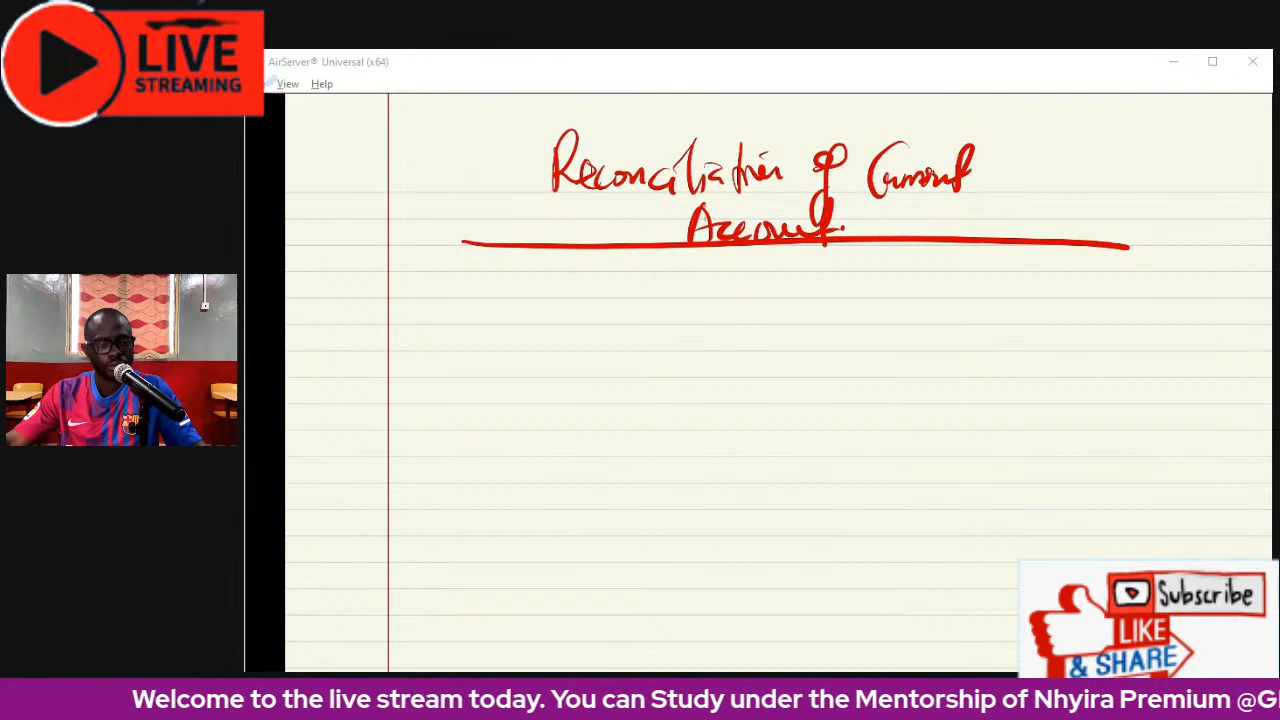 LIVE
STREAMING
AirServer® Universal (x64)
View Help
Reconciliation of Current
Account.
Subscribe
LIKE
& SHARE
Welcome to the live stream today. You can Study under the Mentorship of Nhyira Premium